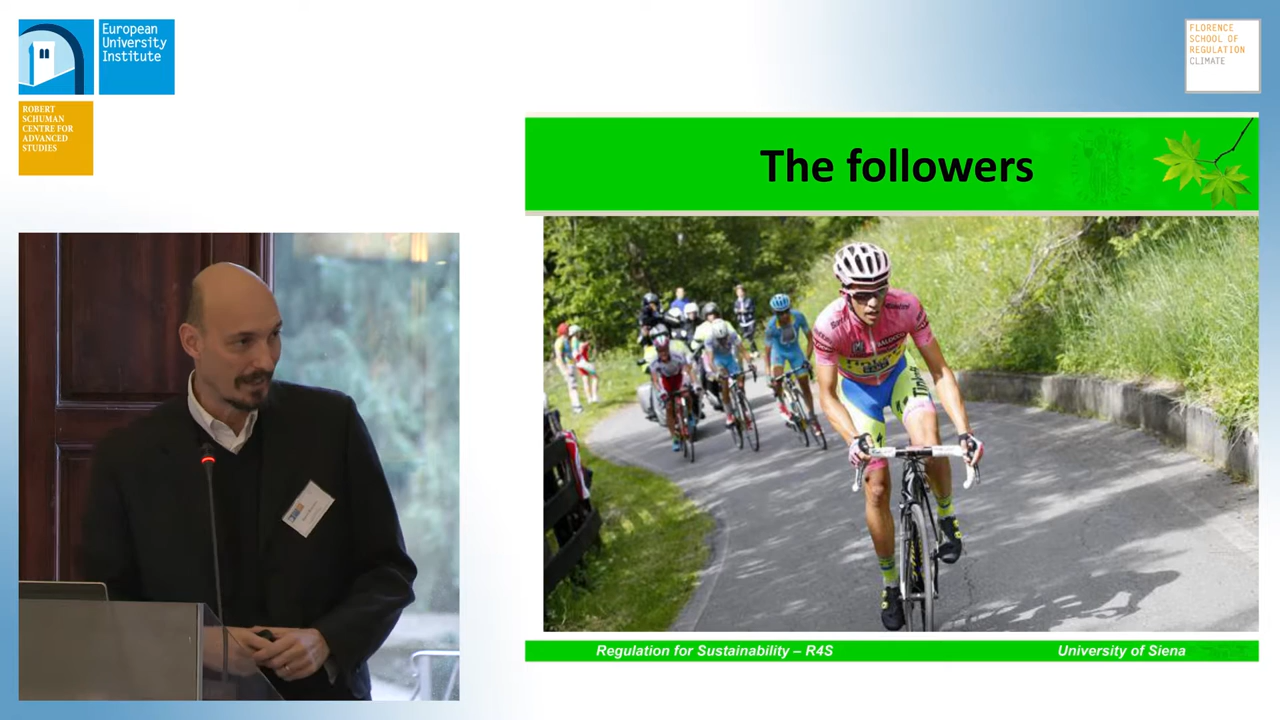 European
University
Institute
ROBERT
SCHUMAN
CENTRE FOR
ADVANCED
STUDIES
FLORENCE
SCHOOL OF
REGULATION
CLIMATE
The followers
Tinkoff
Regulation for Sustainability – R4S
University of Siena